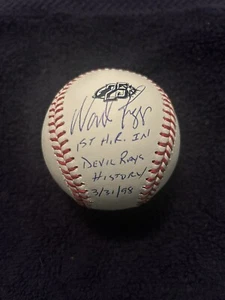 Wade Boggs
1ST H.R. IN
DEVIL RAYS
HISTORY
3/31/98